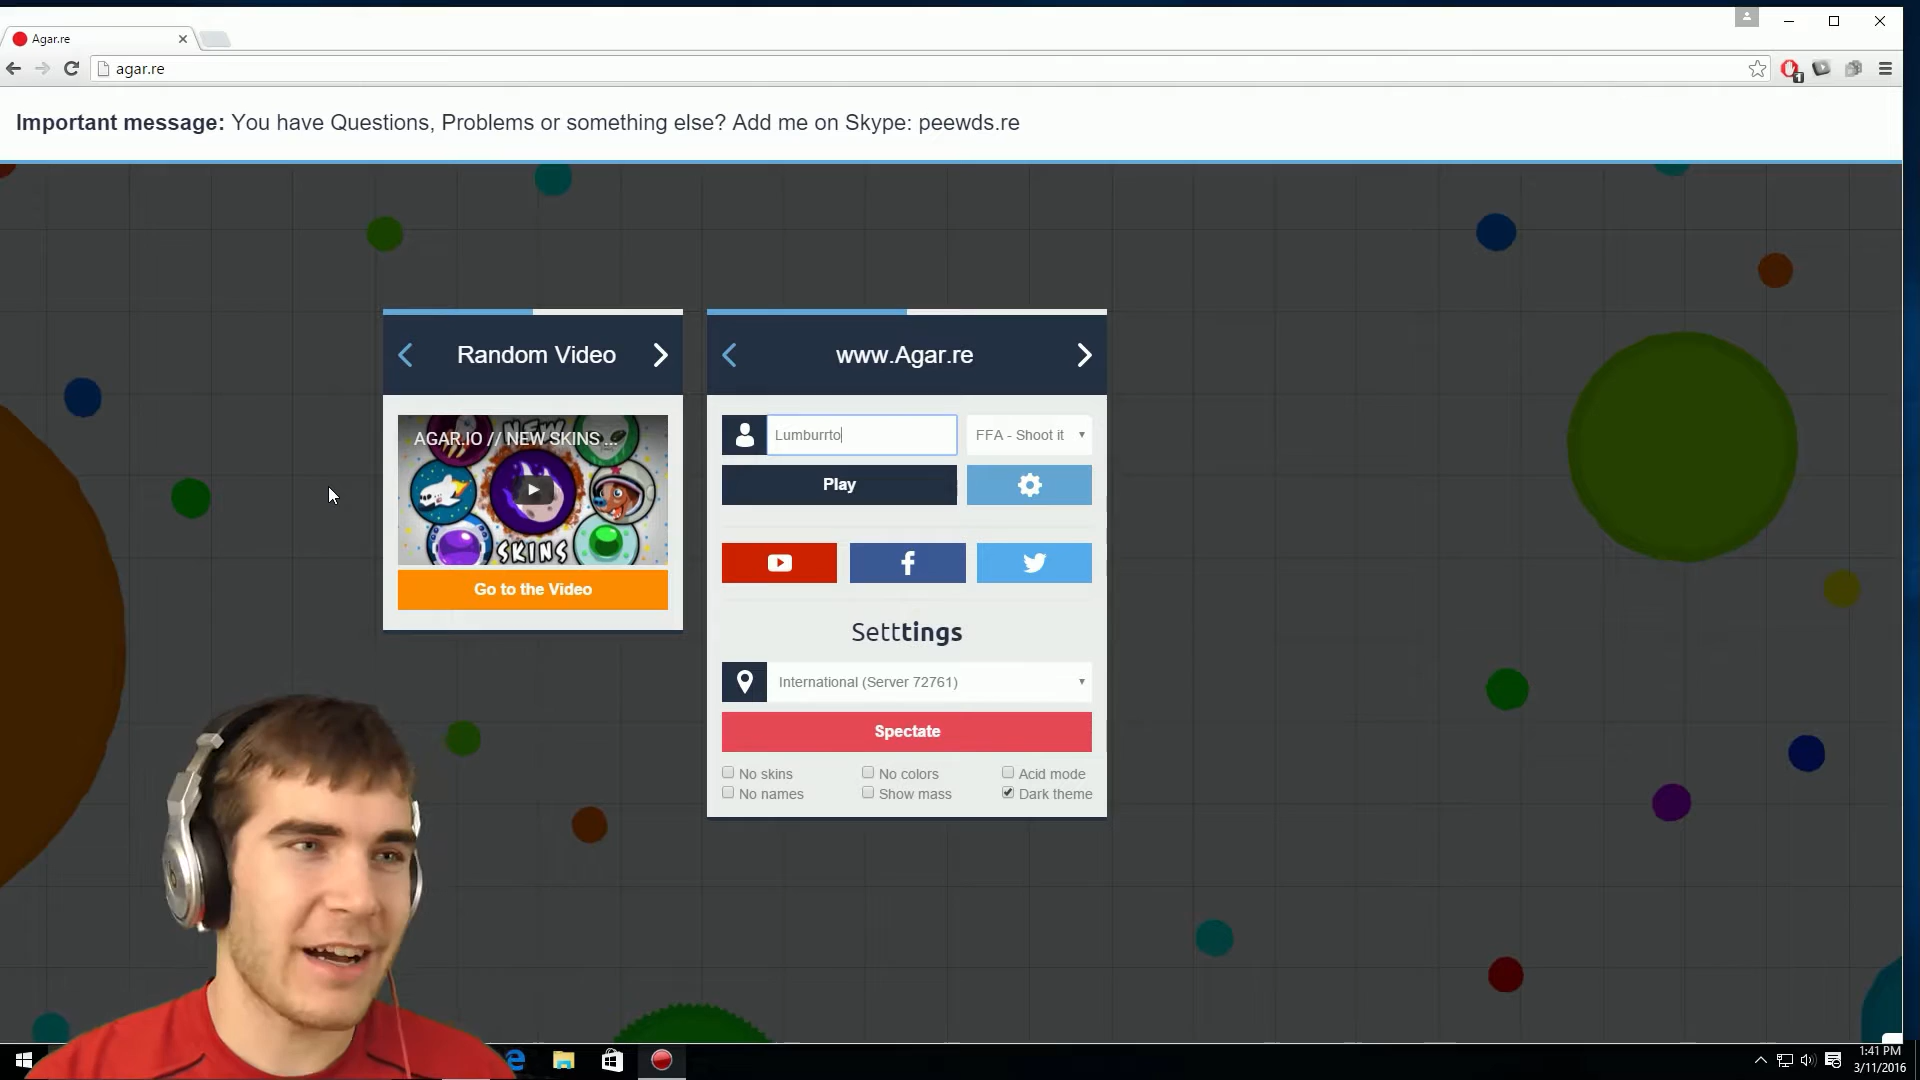 Agar.re
agar.re
Important message: You have Questions, Problems or something else? Add me on Skype: peewds.re
Random Video
AGAR.IO // NEW SKINS ...
NEW
SKINS
Go to the Video
www.Agar.re
Lumburrto
FFA - Shoot it
Play
Setttings
International (Server 72761)
Spectate
No skins
No colors
Acid mode
No names
Show mass
Dark theme
1
1:41 PM
3/11/2016